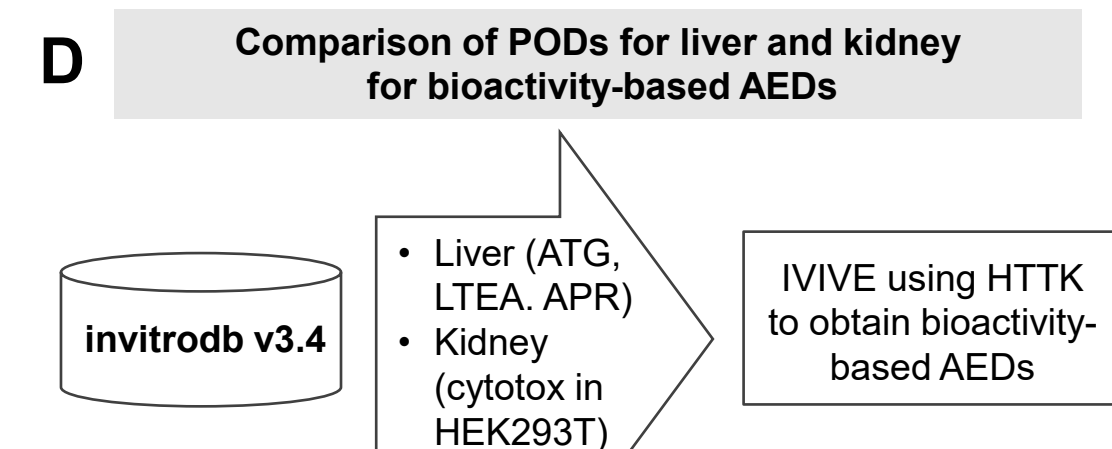 D
Comparison of PODs for liver and kidney
for bioactivity-based AEDs
invitrodb v3.4
• Liver (ATG,
LTEA. APR)
• Kidney
(cytotox in
HEK293T)
IVIVE using HTTK
to obtain bioactivity-
based AEDs